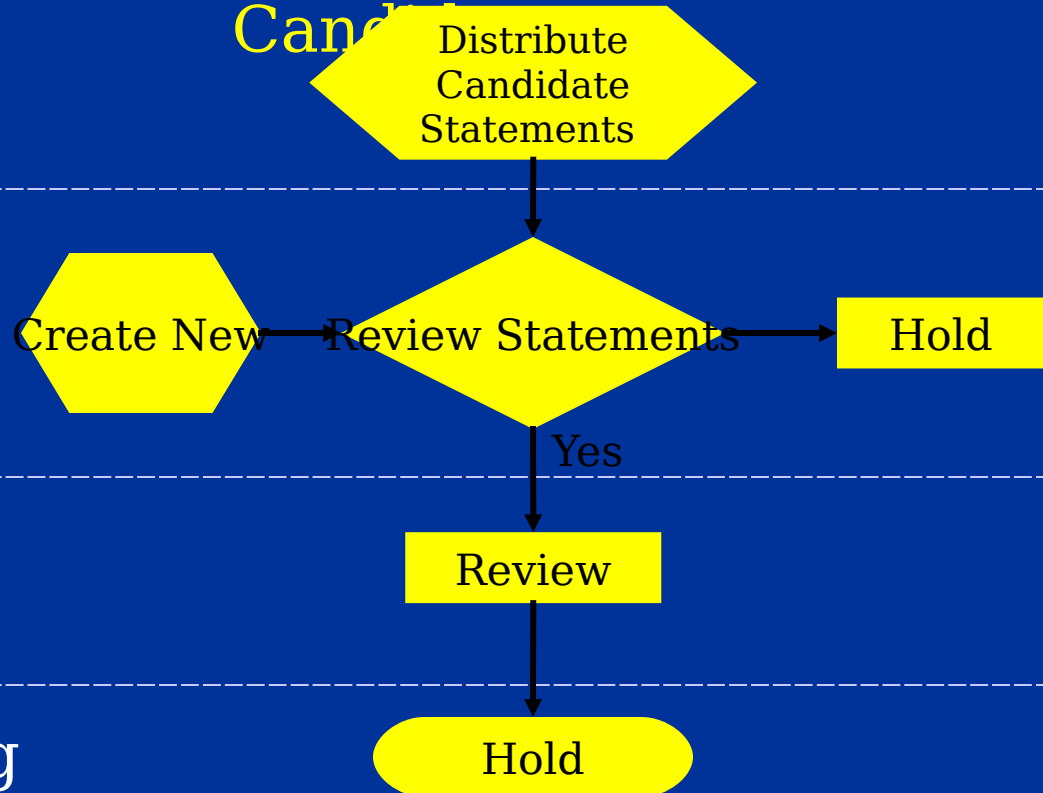 Distribute
Candidate
Statements
Create New
Review Statements
Hold
Yes
Review
Hold